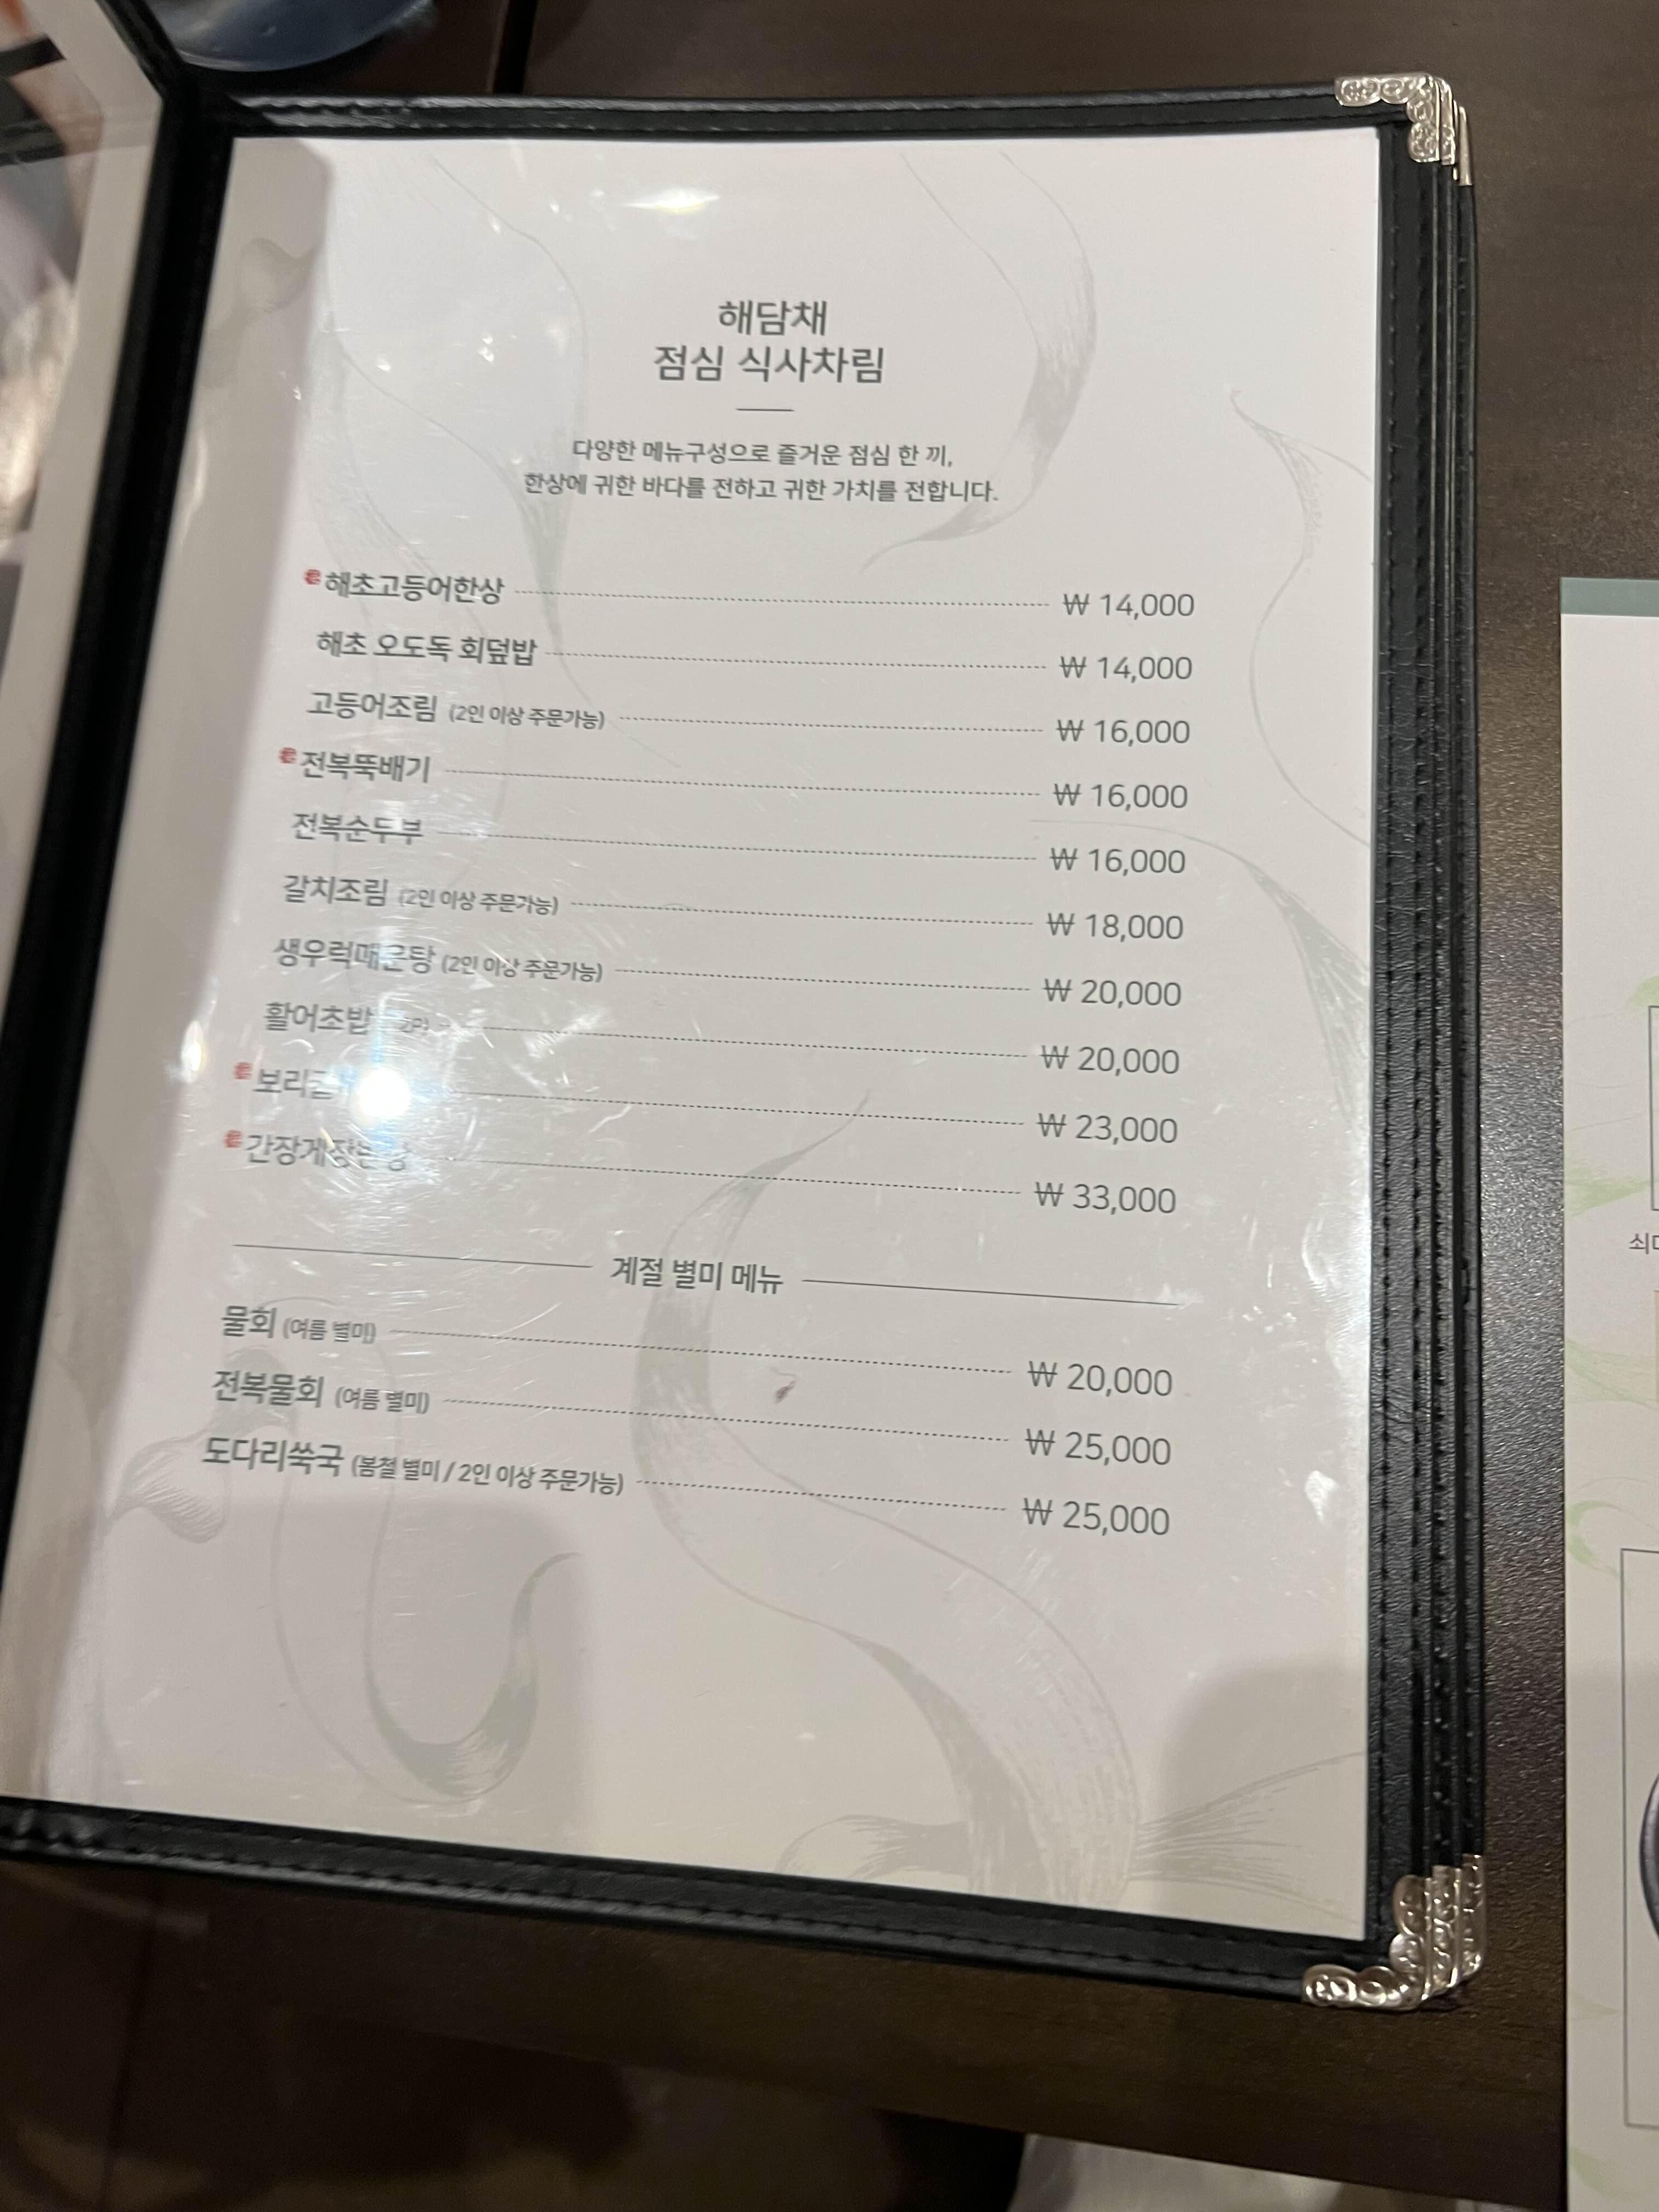 해담채
점심 식사차림
다양한 메뉴구성으로 즐거운 점심 한 끼,
한상에 귀한 바다를 전하고 귀한 가치를 전합니다.
해초고등어한상 ₩ 14,000
해초 오도독 회덮밥 ₩ 14,000
고등어조림 (2인 이상 주문가능) ₩ 16,000
전복뚝배기 ₩ 16,000
전복순두부 ₩ 16,000
갈치조림 (2인 이상 주문가능) ₩ 18,000
생우럭매운탕 (2인 이상 주문가능) ₩ 20,000
활어초밥 ₩ 20,000
₩ 23,000
₩ 33,000
계절 별미 메뉴
물회 (여름 별미) ₩ 20,000
전복물회 (여름 별미) ₩ 25,000
도다리쑥국 (봄철 별미 / 2인 이상 주문가능) ₩ 25,000